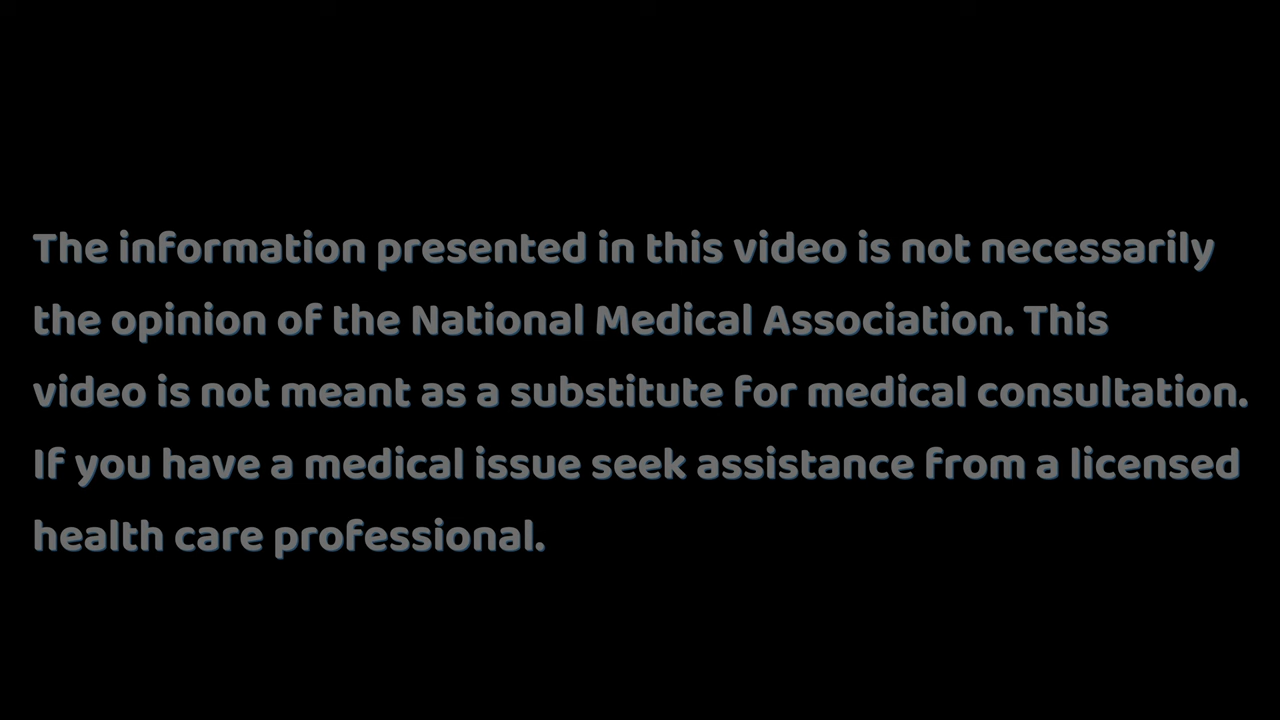 The information presented in this video is not necessarily
the opinion of the National Medical Association. This
video is not meant as a substitute for medical consultation.
If you have a medical issue seek assistance from a licensed
health care professional.